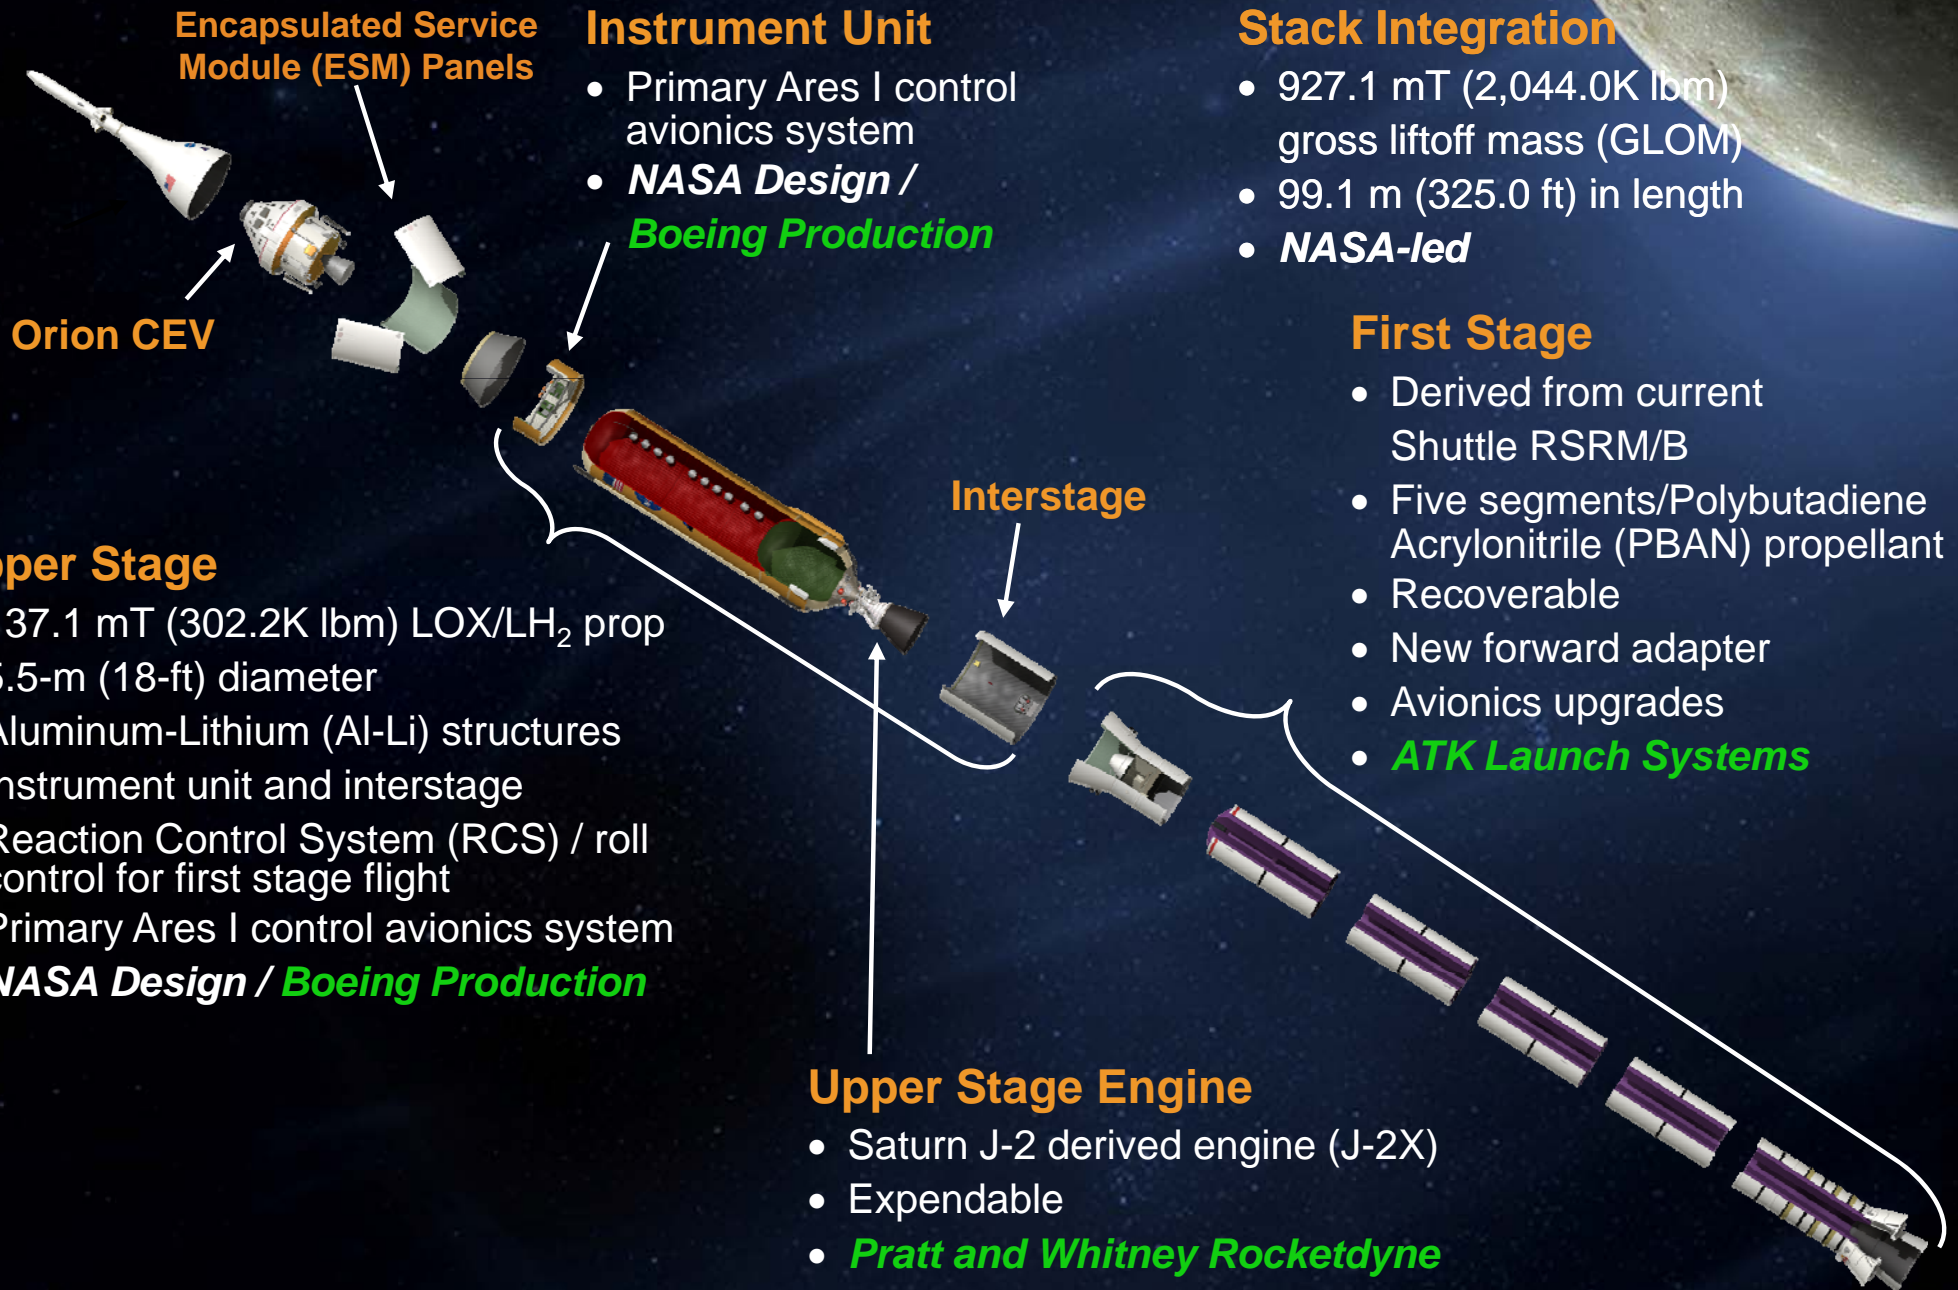 Encapsulated Service
Module (ESM) Panels
Orion CEV
Instrument Unit
• Primary Ares I control
avionics system
• NASA Design /
Boeing Production
Stack Integration
• 927.1 mT (2,044.0K lbm)
gross liftoff mass (GLOM)
• 99.1 m (325.0 ft) in length
• NASA-led
First Stage
• Derived from current
Shuttle RSRM/B
• Five segments/Polybutadiene
Acrylonitrile (PBAN) propellant
• Recoverable
• New forward adapter
• Avionics upgrades
• ATK Launch Systems
Interstage
pper Stage
37.1 mT (302.2K lbm) LOX/LH₂ prop
5.5-m (18-ft) diameter
Aluminum-Lithium (Al-Li) structures
nstrument unit and interstage
Reaction Control System (RCS) / roll
control for first stage flight
Primary Ares I control avionics system
NASA Design / Boeing Production
Upper Stage Engine
• Saturn J-2 derived engine (J-2X)
• Expendable
• Pratt and Whitney Rocketdyne